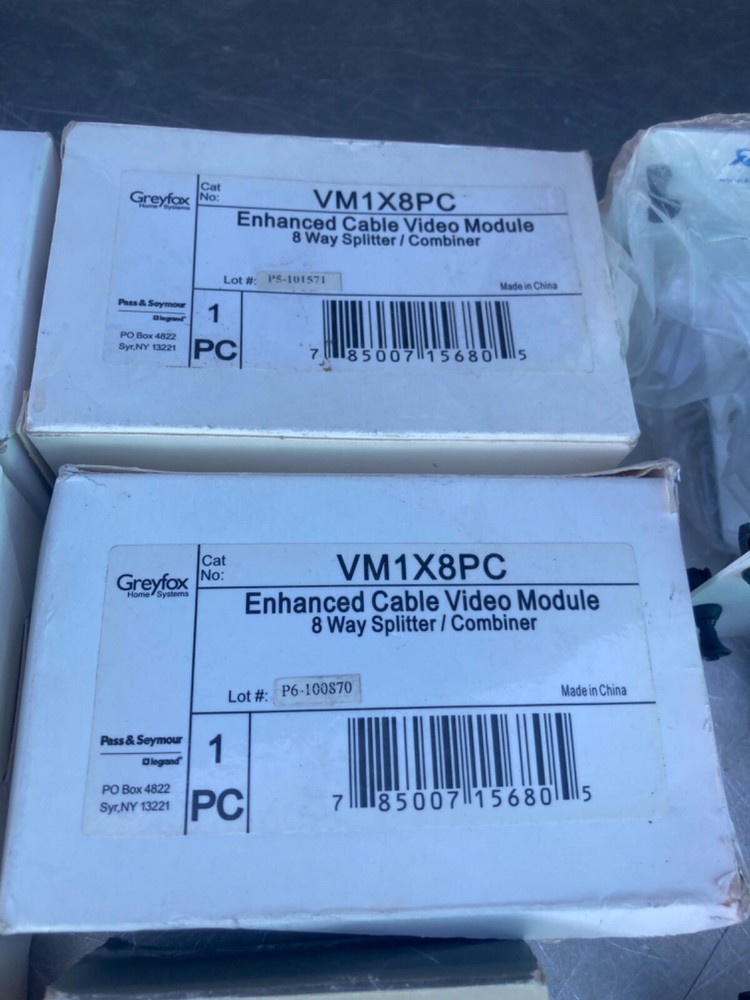 Greyfox
Home Systems
Cat
No:
VM1X8PC
Enhanced Cable Video Module
8 Way Splitter / Combiner
Lot #: P5-101571
Made in China
Pass & Seymour
legrand
PO Box 4822
Syr,NY 13221
1
PC
7 85007 15680 5
Greyfox
Home Systems
Cat
No:
VM1X8PC
Enhanced Cable Video Module
8 Way Splitter / Combiner
Lot #: P6-100870
Made in China
Pass & Seymour
legrand
PO Box 4822
Syr,NY 13221
1
PC
7 85007 15680 5